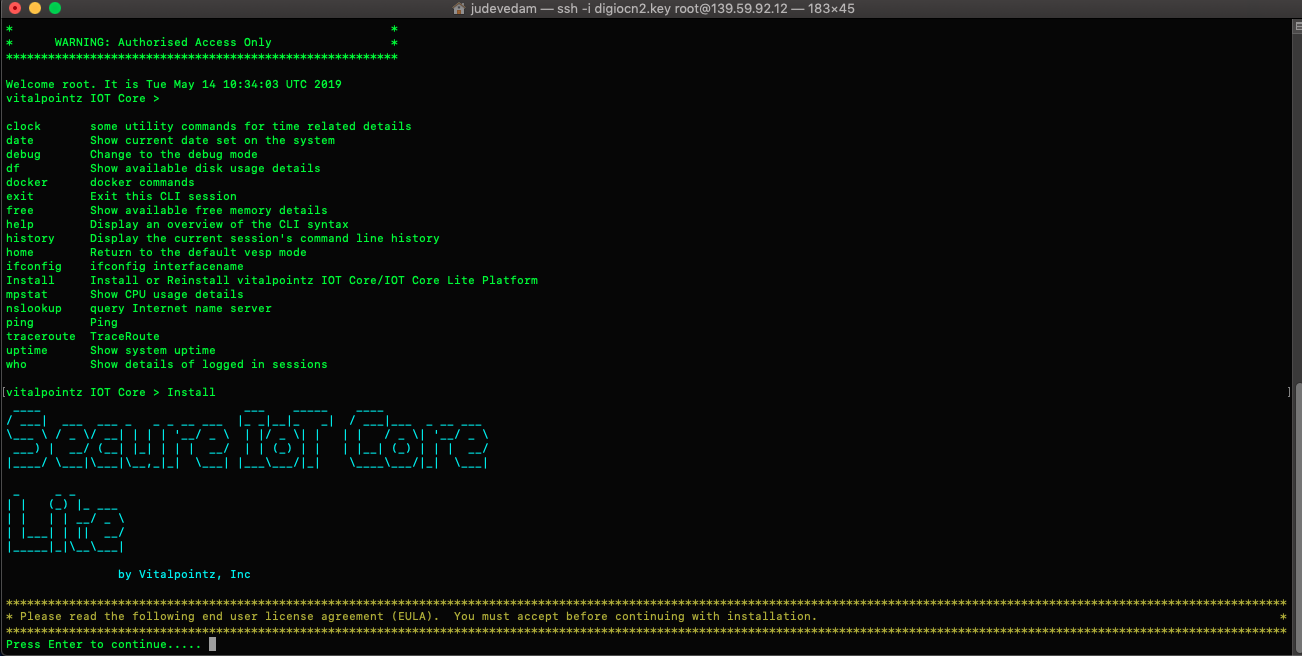 judevedam — ssh -i digiocn2.key root@139.59.92.12 — 183×45
* *
* WARNING: Authorised Access Only *
********************************************************
Welcome root. It is Tue May 14 10:34:03 UTC 2019
vitalpointz IOT Core >
clock some utility commands for time related details
date Show current date set on the system
debug Change to the debug mode
df Show available disk usage details
docker docker commands
exit Exit this CLI session
free Show available free memory details
help Display an overview of the CLI syntax
history Display the current session's command line history
home Return to the default vesp mode
ifconfig ifconfig interfacename
Install Install or Reinstall vitalpointz IOT Core/IOT Core Lite Platform
mpstat Show CPU usage details
nslookup query Internet name server
ping Ping
traceroute TraceRoute
uptime Show system uptime
who Show details of logged in sessions
[vitalpointz IOT Core > Install ]
Secure IoT Core
Lite
by Vitalpointz, Inc
* Please read the following end user license agreement (EULA). You must accept before continuing with installation. *
Press Enter to continue.....